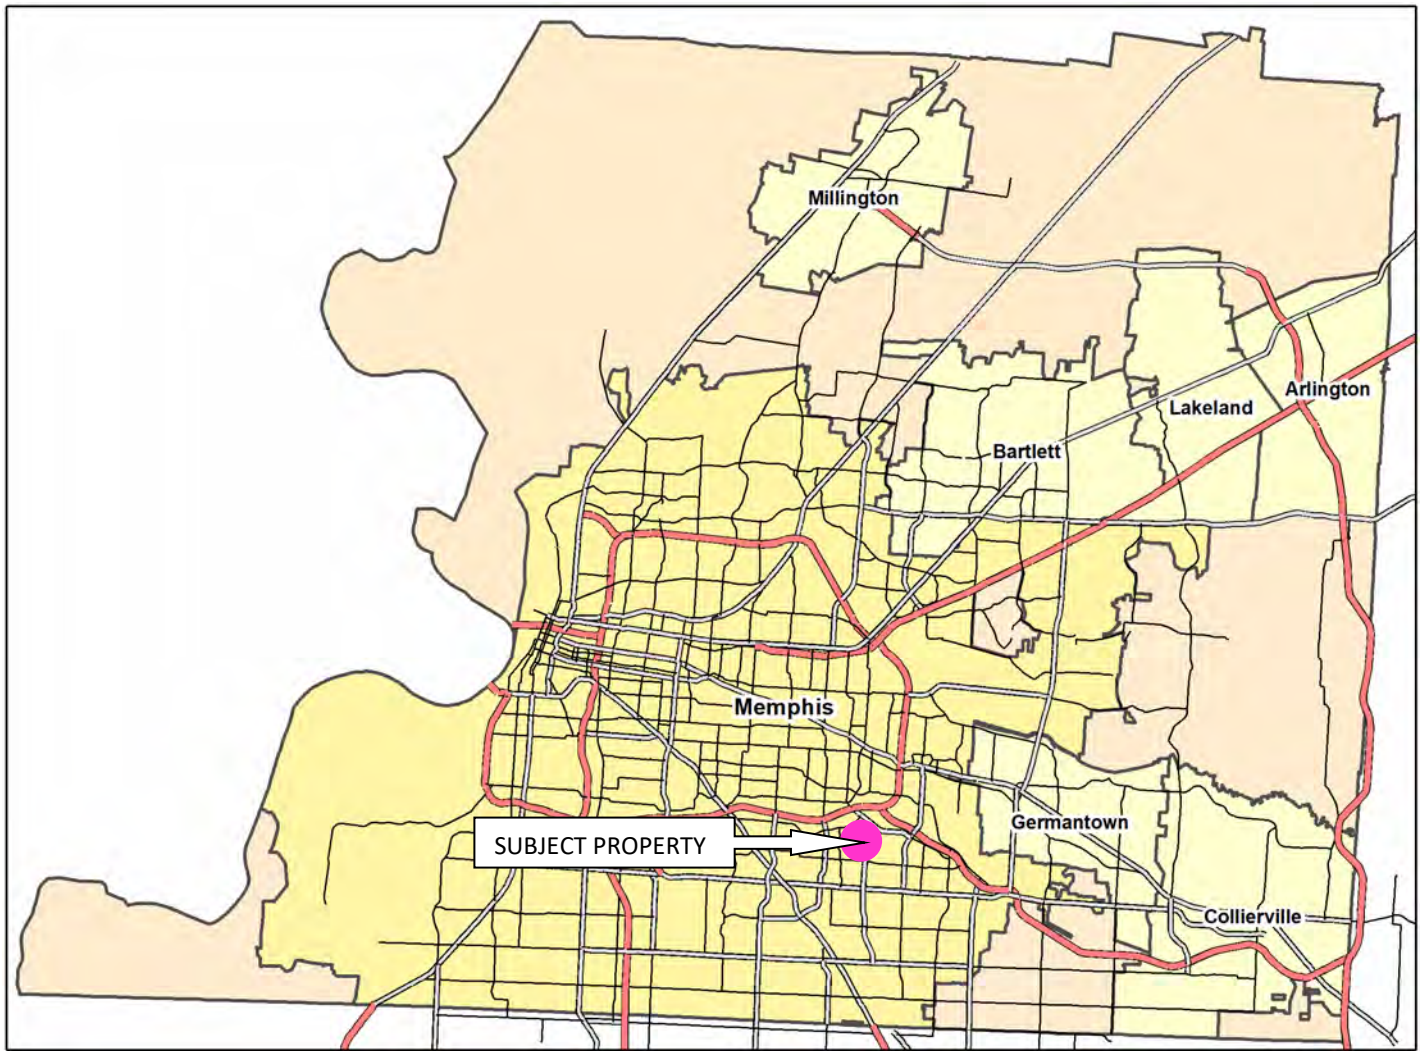 Millington
Arlington
Lakeland
Bartlett
Memphis
Germantown
SUBJECT PROPERTY
Collierville